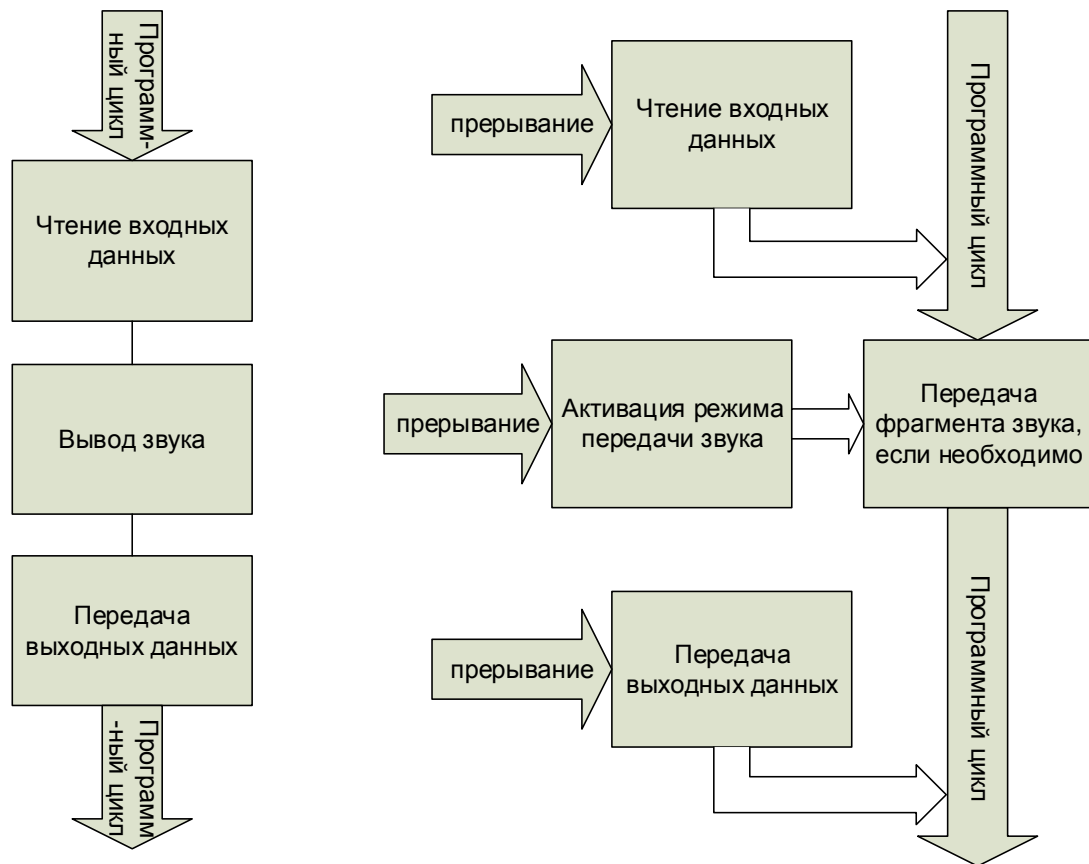 Программ-
ный цикл
Чтение входных
данных
Вывод звука
Передача
выходных данных
Программ
-ный цикл
прерывание
Чтение входных
данных
Программный цикл
прерывание
Активация режима
передачи звука
Передача
фрагмента звука,
если необходимо
прерывание
Передача
выходных данных
Программный цикл